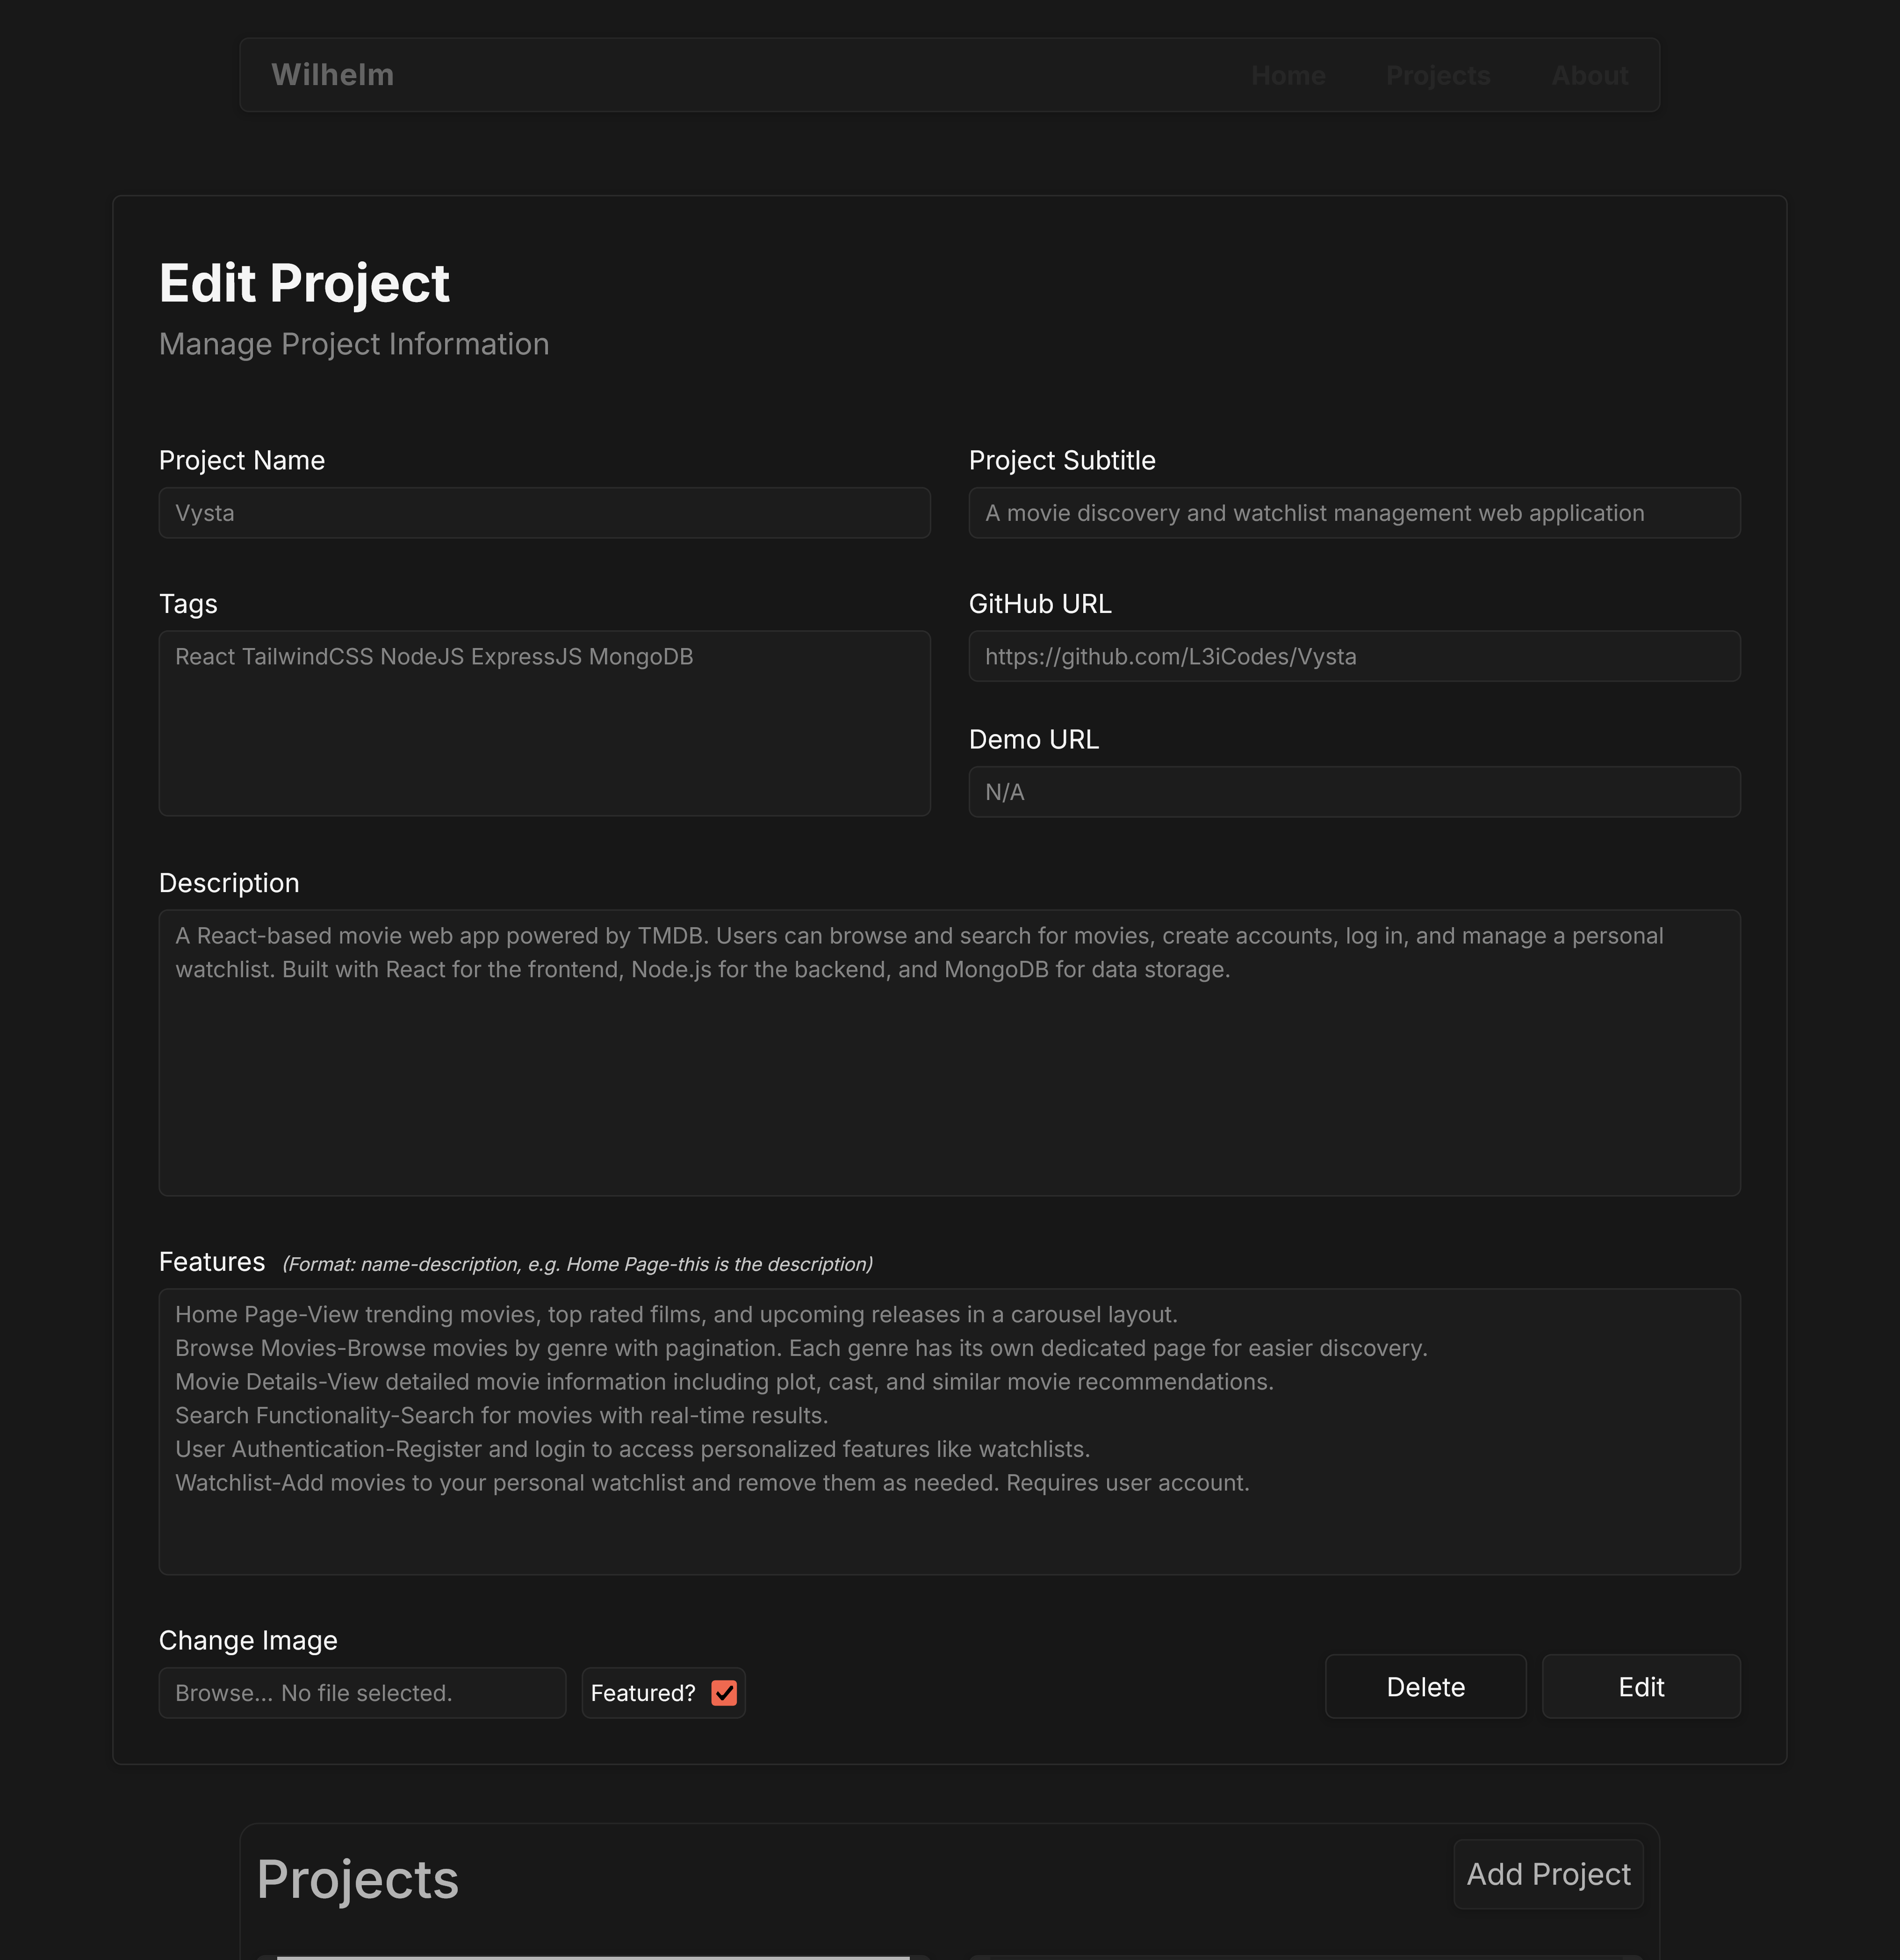 Wilhelm
Home
Projects
About
Edit Project
Manage Project Information
Project Name
Project Subtitle
Vysta
A movie discovery and watchlist management web application
Tags
GitHub URL
React TailwindCSS NodeJS ExpressJS MongoDB
https://github.com/L3iCodes/Vysta
Demo URL
N/A
Description
A React-based movie web app powered by TMDB. Users can browse and search for movies, create accounts, log in, and manage a personal
watchlist. Built with React for the frontend, Node.js for the backend, and MongoDB for data storage.
Features (Format: name-description, e.g. Home Page-this is the description)
Home Page-View trending movies, top rated films, and upcoming releases in a carousel layout.
Browse Movies-Browse movies by genre with pagination. Each genre has its own dedicated page for easier discovery.
Movie Details-View detailed movie information including plot, cast, and similar movie recommendations.
Search Functionality-Search for movies with real-time results.
User Authentication-Register and login to access personalized features like watchlists.
Watchlist-Add movies to your personal watchlist and remove them as needed. Requires user account.
Change Image
Browse... No file selected.
Featured?
Delete
Edit
Projects
Add Project